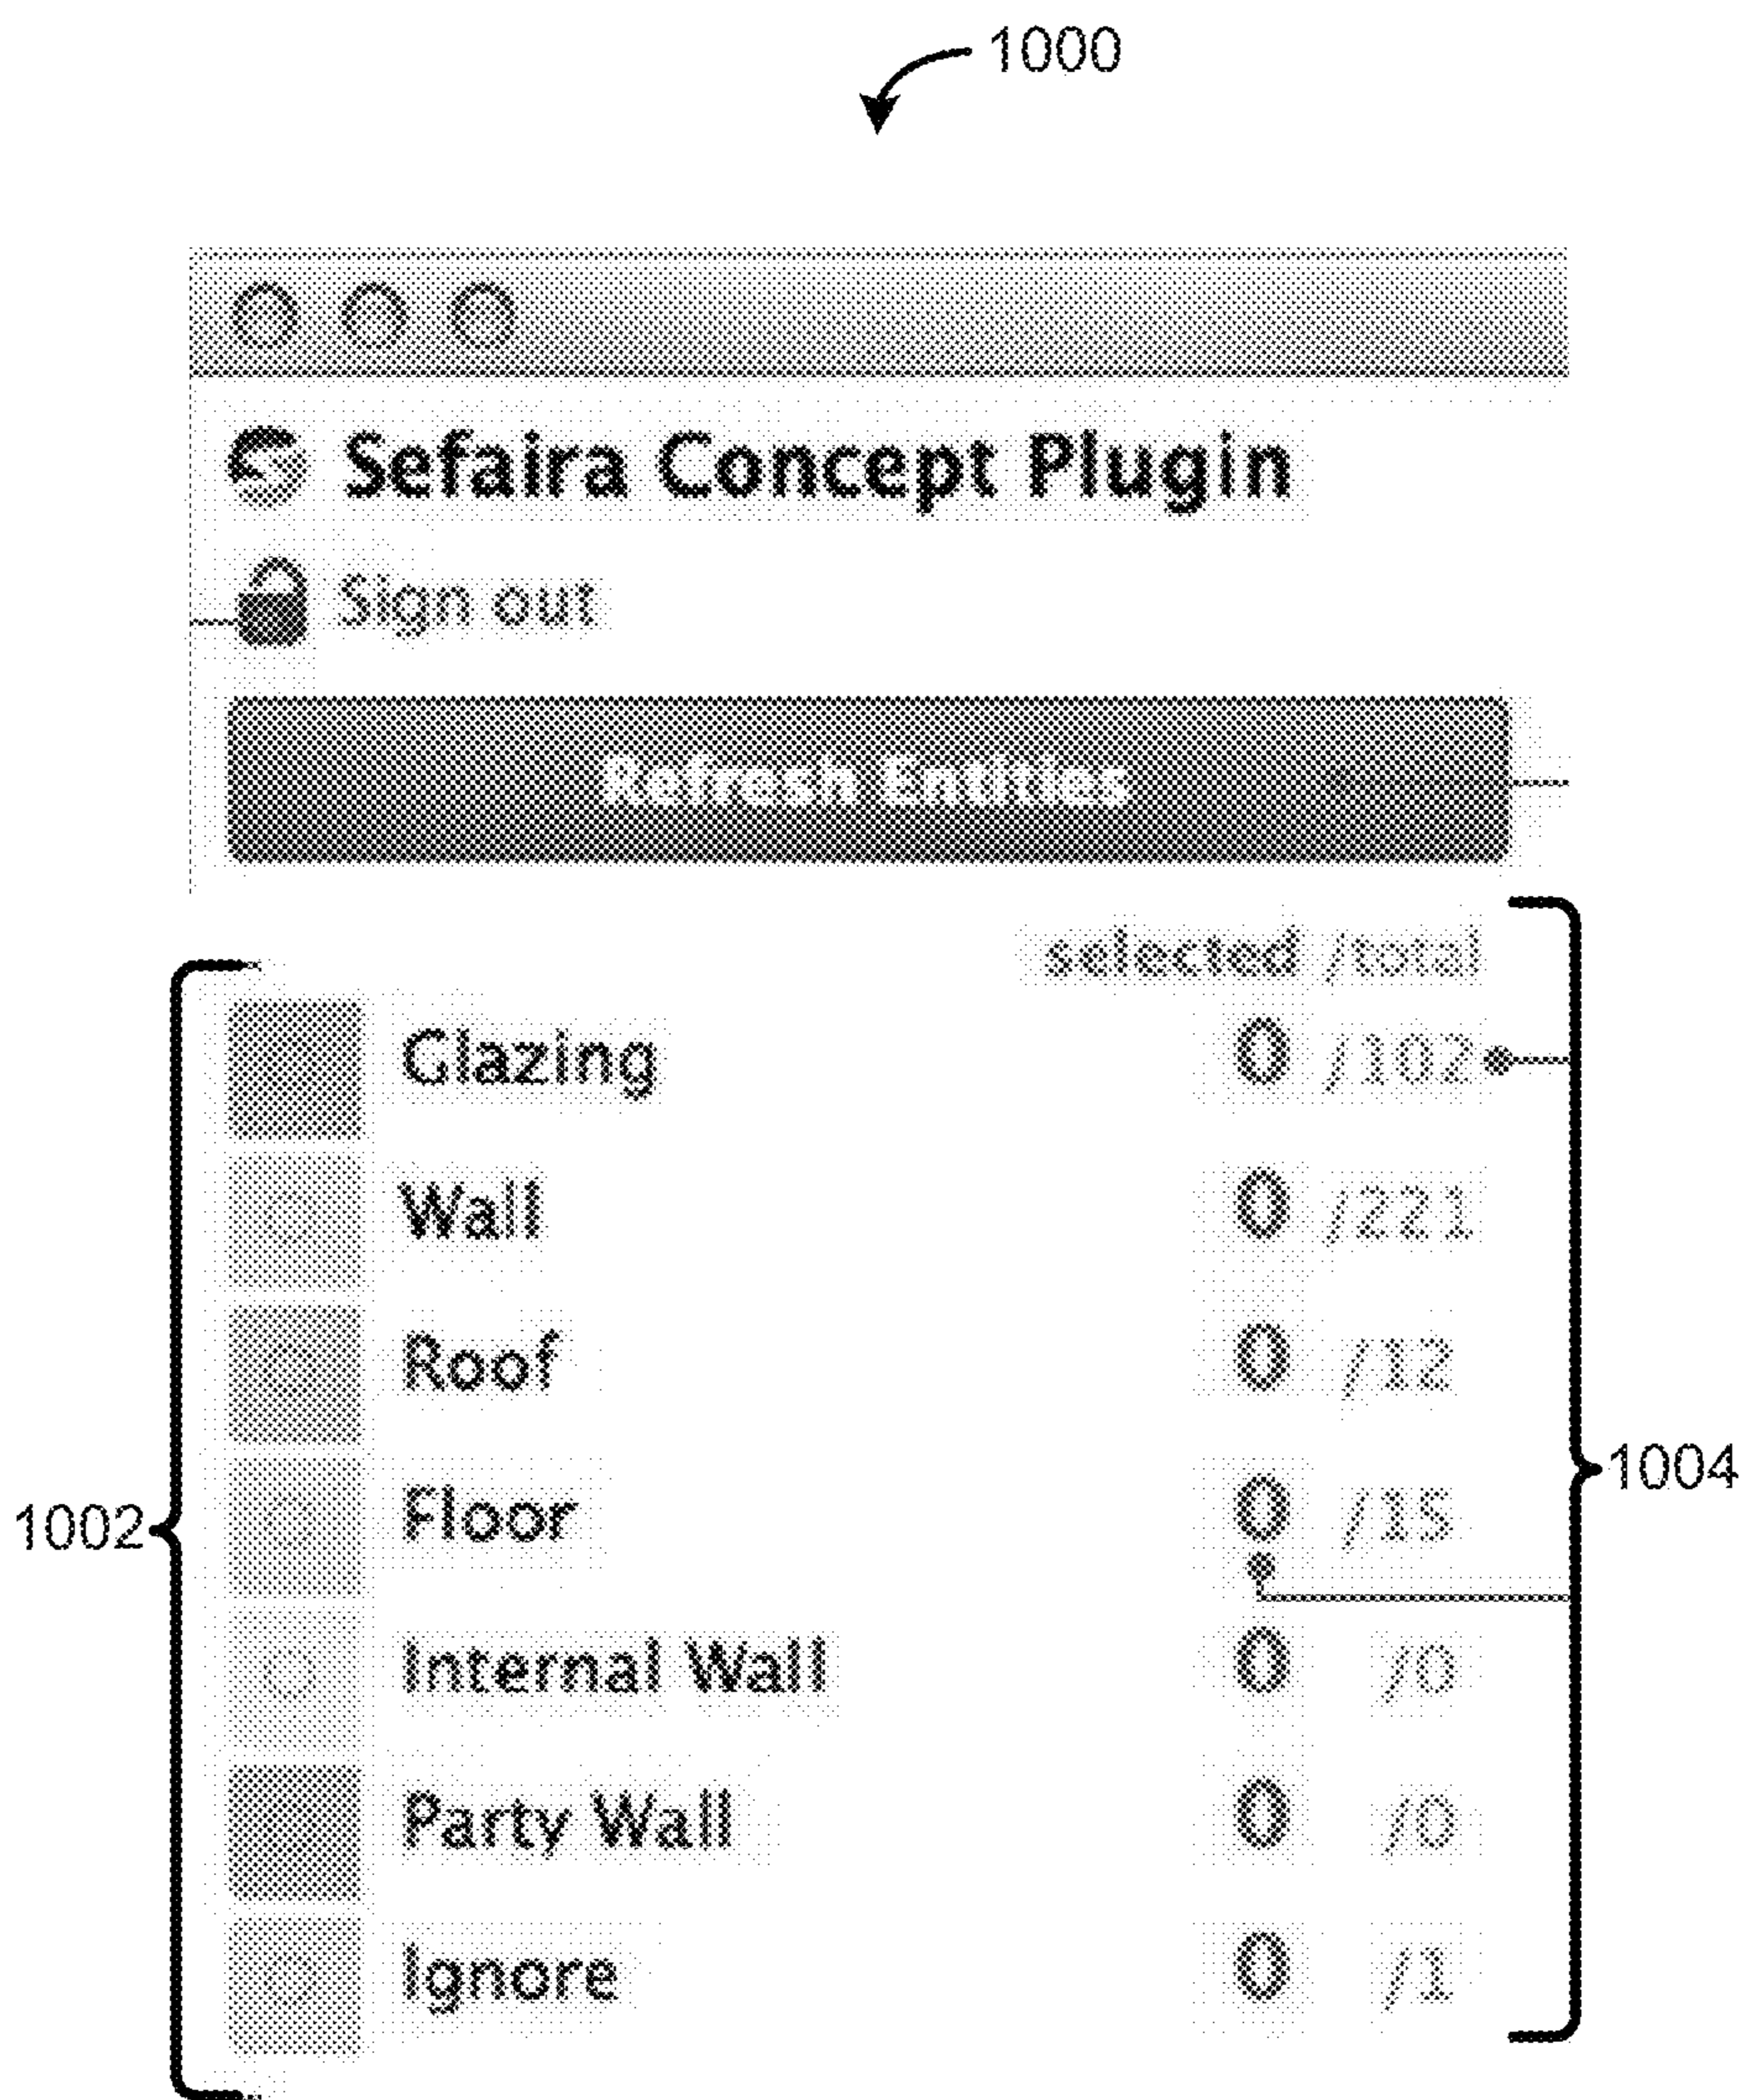 1000
Sefaira Concept Plugin
Sign out
Refresh Entities
selected /total
Glazing 0 /102
Wall 0 /221
Roof 0 /12
1004
Floor 0 /15
1002
Internal Wall 0 /0
Party Wall 0 /0
Ignore 0 /1